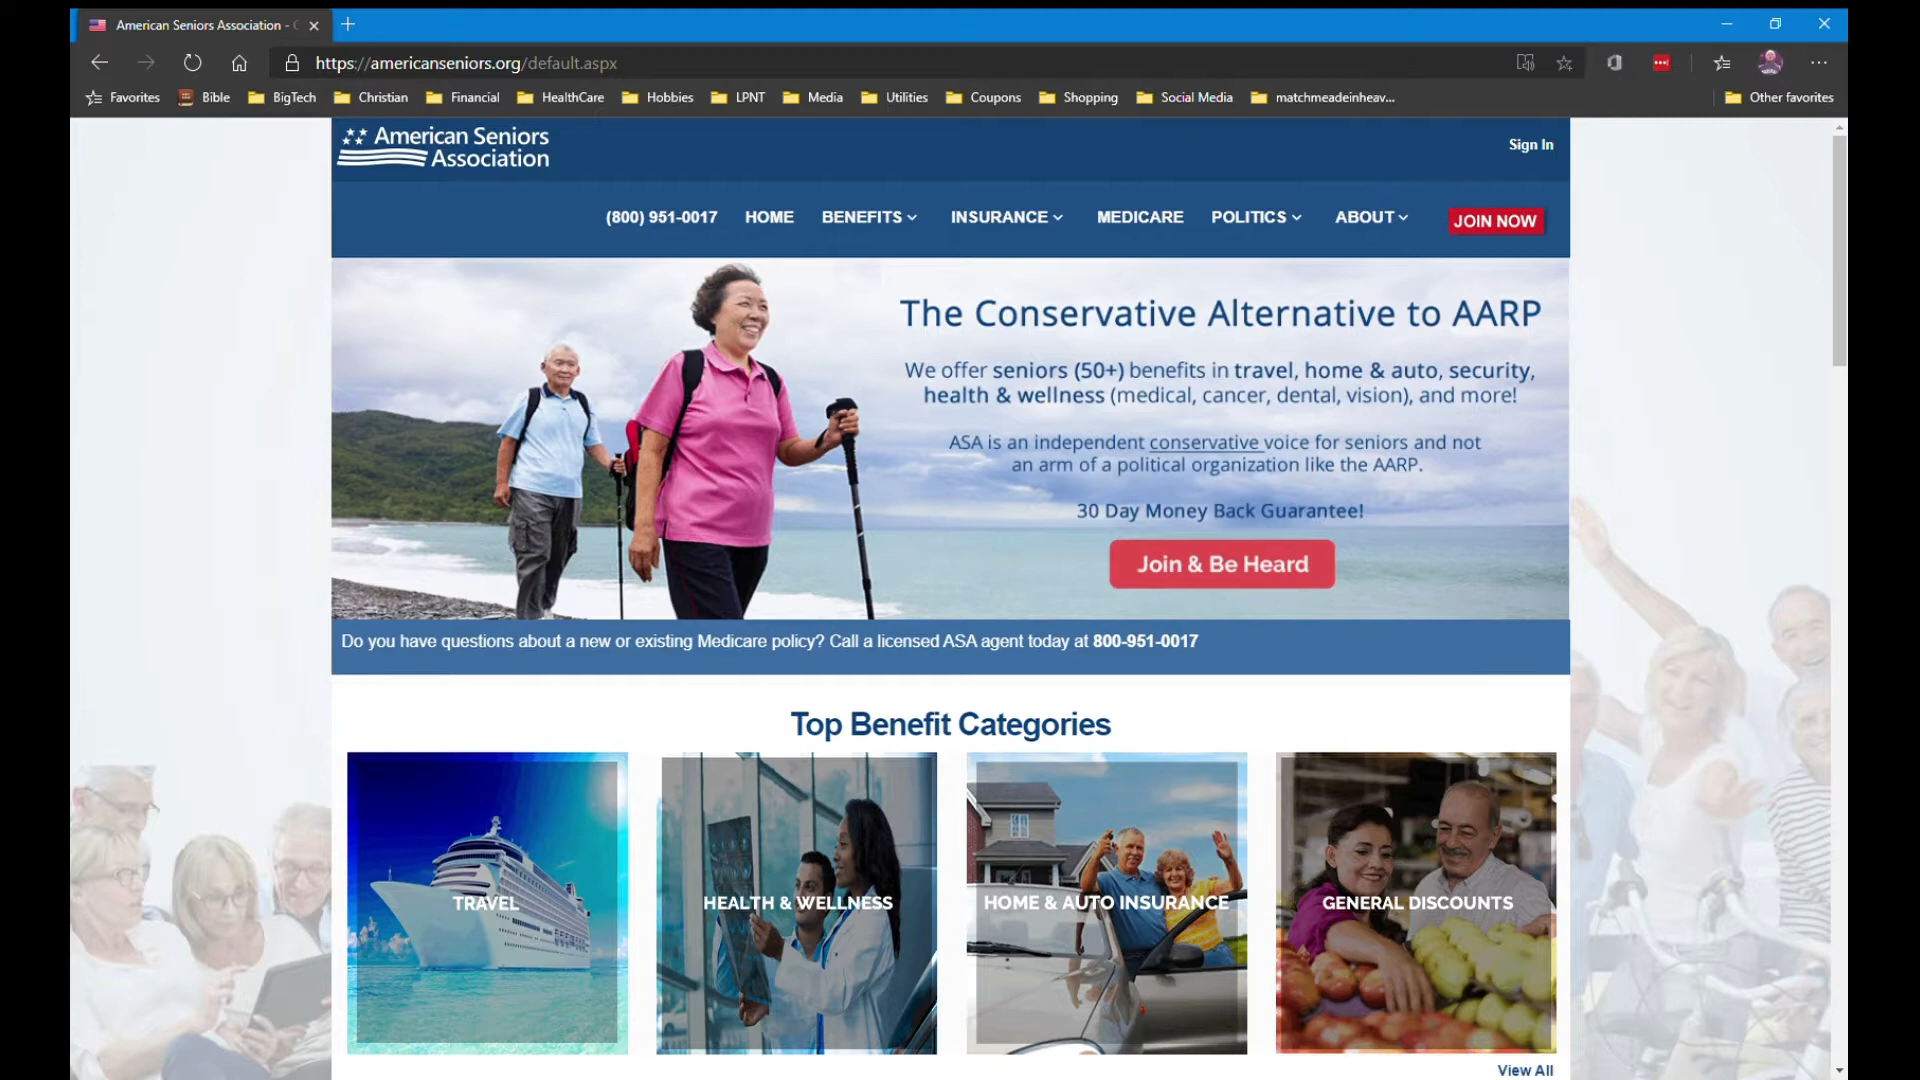 American Seniors Association - C
https://americanseniors.org/default.aspx
Favorites Bible BigTech Christian Financial HealthCare Hobbies LPNT Media Utilities Coupons Shopping Social Media matchmeadeinheav... Other favorites
American Seniors
Association
Sign In
(800) 951-0017 HOME BENEFITS INSURANCE MEDICARE POLITICS ABOUT JOIN NOW
The Conservative Alternative to AARP
We offer seniors (50+) benefits in travel, home & auto, security,
health & wellness (medical, cancer, dental, vision), and more!
ASA is an independent conservative voice for seniors and not
an arm of a political organization like the AARP.
30 Day Money Back Guarantee!
Join & Be Heard
Do you have questions about a new or existing Medicare policy? Call a licensed ASA agent today at 800-951-0017
Top Benefit Categories
TRAVEL
HEALTH & WELLNESS
HOME & AUTO INSURANCE
GENERAL DISCOUNTS
View All